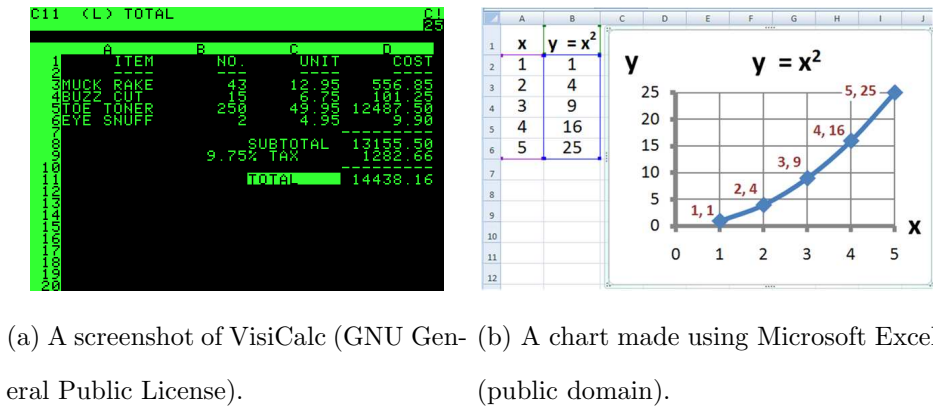 C11 (L) TOTAL C!
25
A B C D
1 ITEM NO. UNIT COST
2 ---- --- ---- ----
3 MUCK RAKE 43 12.95 556.85
4 BUZZ CUT 15 6.75 101.25
5 TOE TONER 250 49.95 12487.50
6 EYE SNUFF 2 4.95 9.90
7 ---------
8 SUBTOTAL 13155.50
9 9.75% TAX 1282.66
10 ---------
11 TOTAL 14438.16
12
13
14
15
16
17
18
19
20
A B C D E F G H I J
1 x y = x²
2 1 1
3 2 4
4 3 9
5 4 16
6 5 25
7
8
9
10
11
12
y y = x²
25 5, 25
20
15 4, 16
10 3, 9
5 2, 4
0 1, 1
x
0 1 2 3 4 5
(a) A screenshot of VisiCalc (GNU Gen-
eral Public License).
(b) A chart made using Microsoft Excel
(public domain).